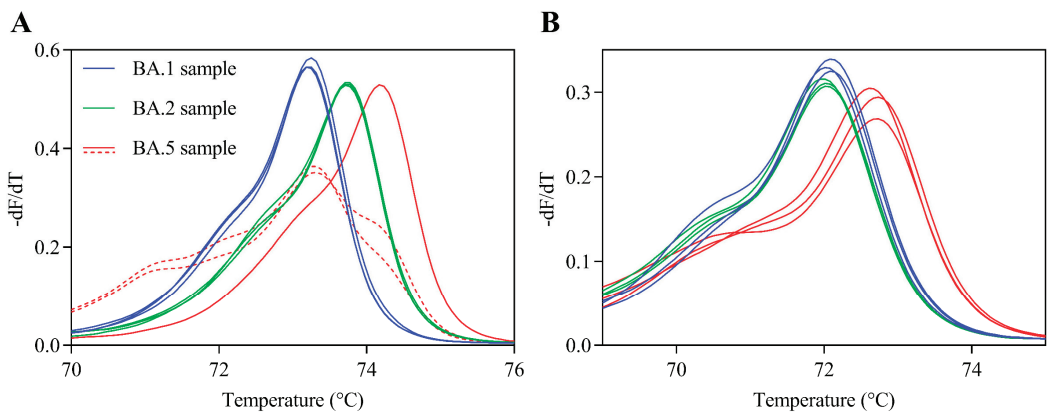 A
B
0.6
0.4
0.2
0.0
-dF/dT
BA.1 sample
BA.2 sample
BA.5 sample
70
72
74
76
Temperature (°C)
0.3
0.2
0.1
0.0
-dF/dT
70
72
74
Temperature (°C)